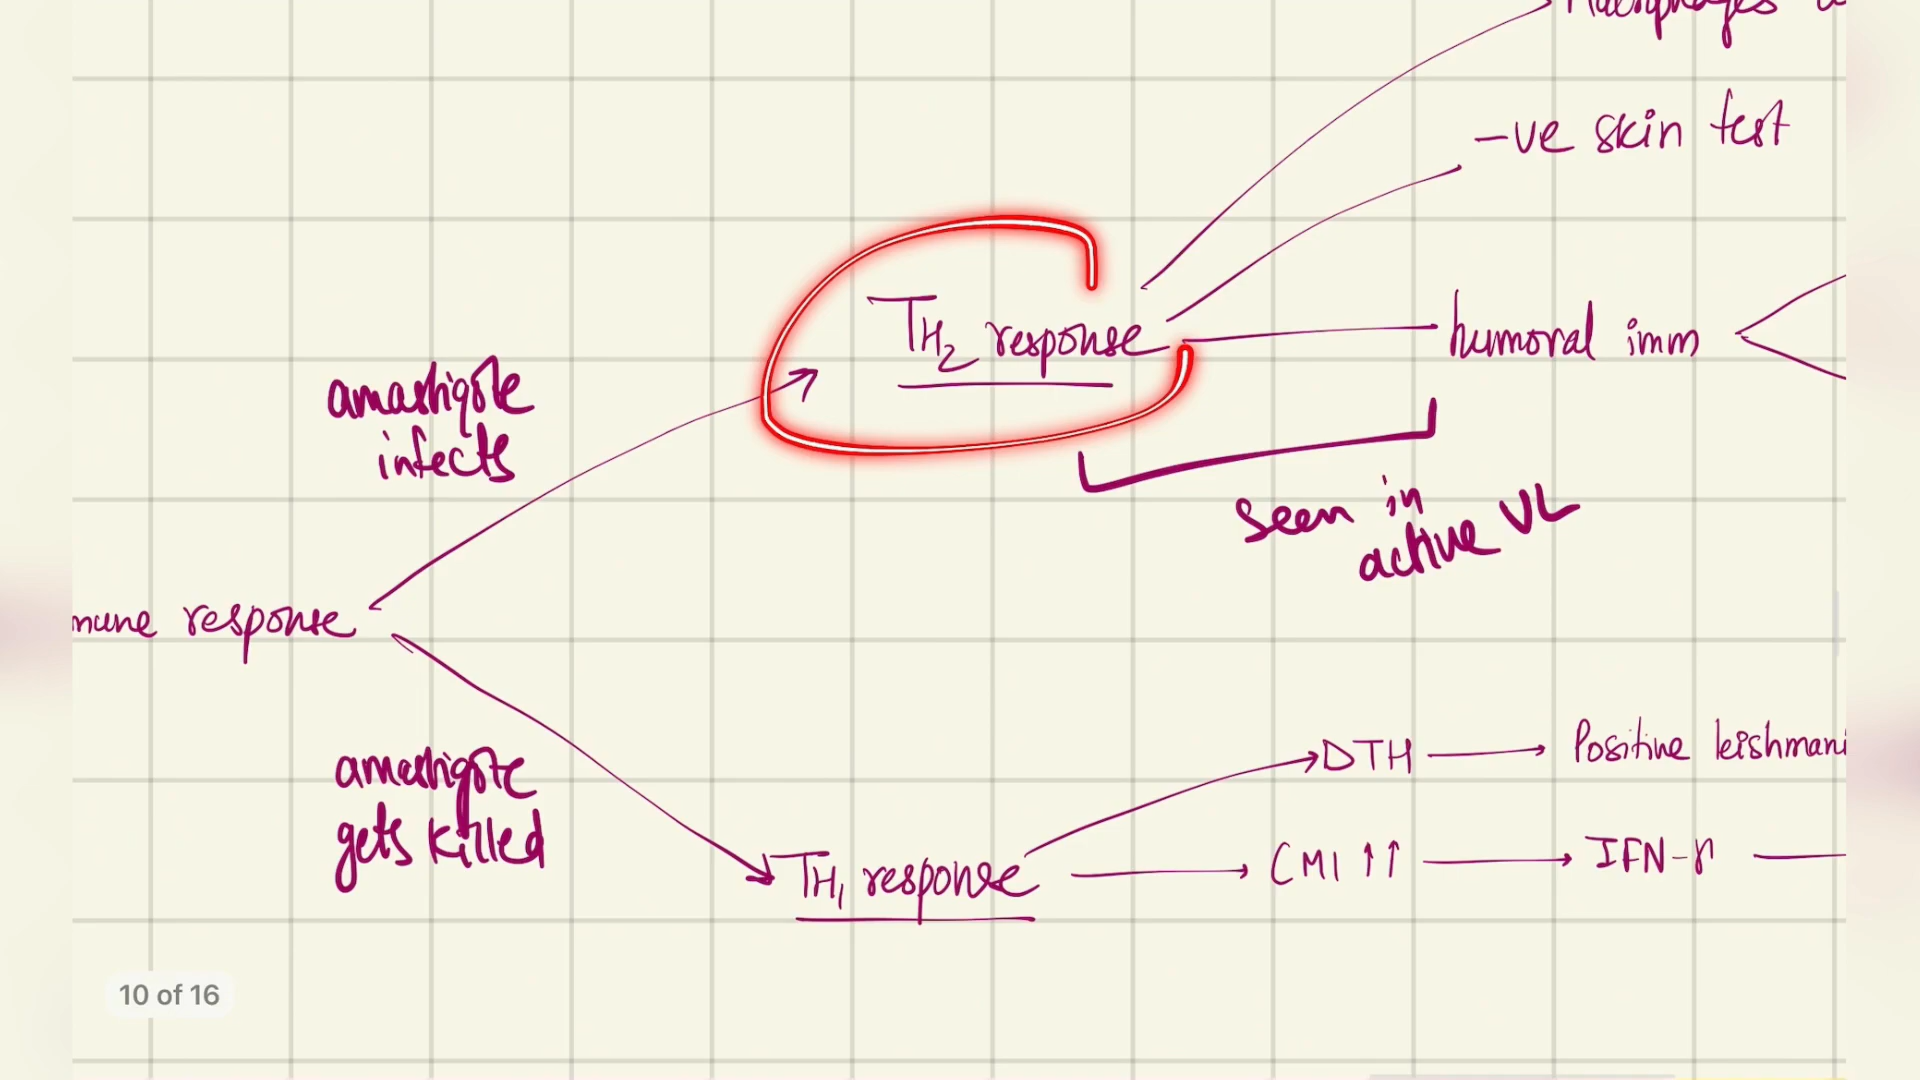 Macrophages
-ve skin test
TH2 response
humoral imm
amastigote
infects
seen in
active VL
mune response
DTH
Positive leishmani
amastigote
gets killed
TH1 response
CMI ↑↑
IFN-γ
10 of 16